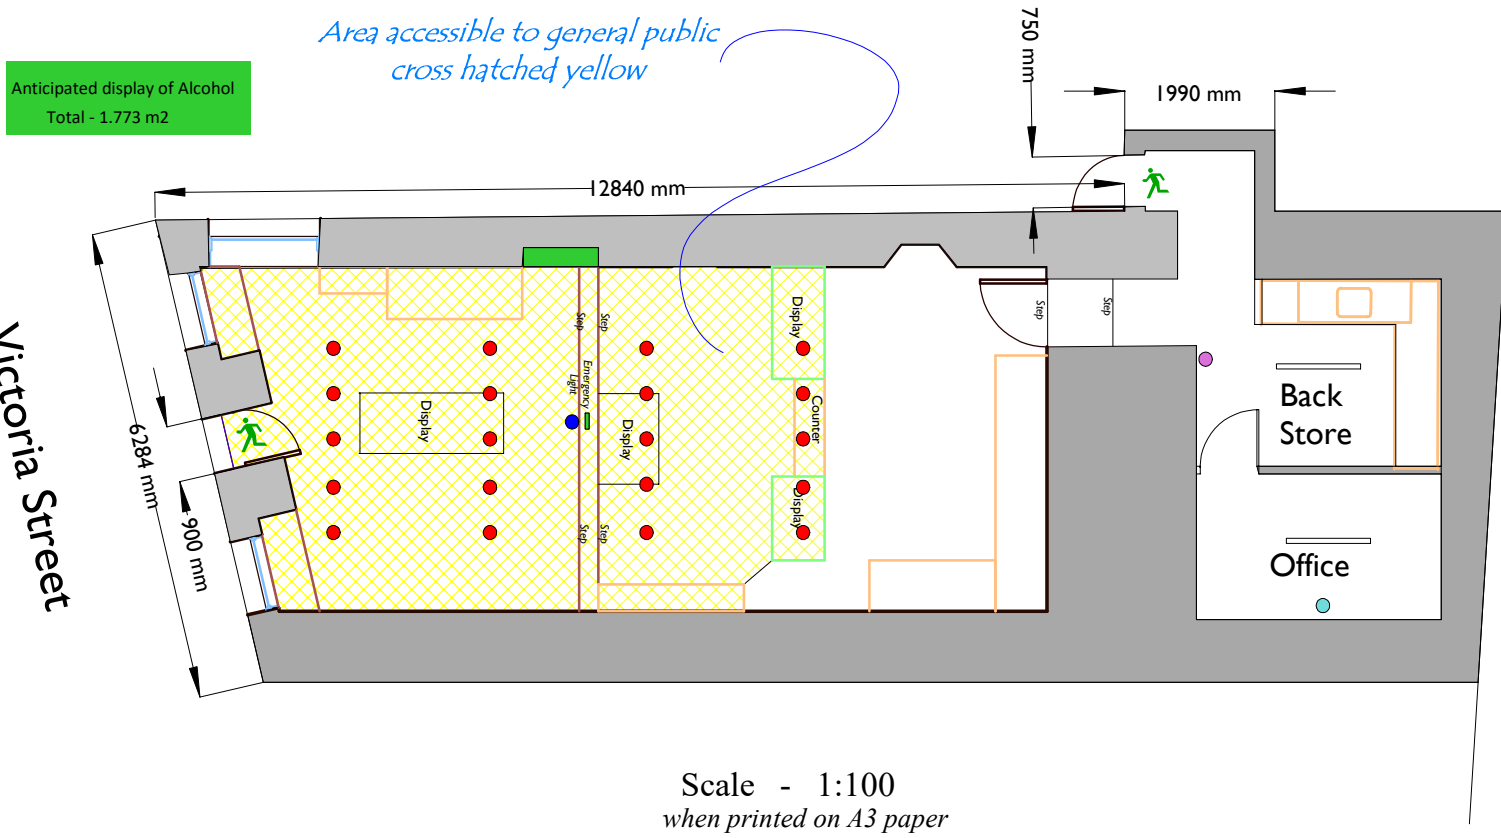 Area accessible to general public
cross hatched yellow
Anticipated display of Alcohol
Total - 1.773 m2
750 mm
1990 mm
12840 mm
Victoria Street
6284 mm
900 mm
Display
Step
Step
Emergency
Light
Step
Step
Display
Display
Counter
Display
Step
Step
Back
Store
Office
Scale - 1:100
when printed on A3 paper